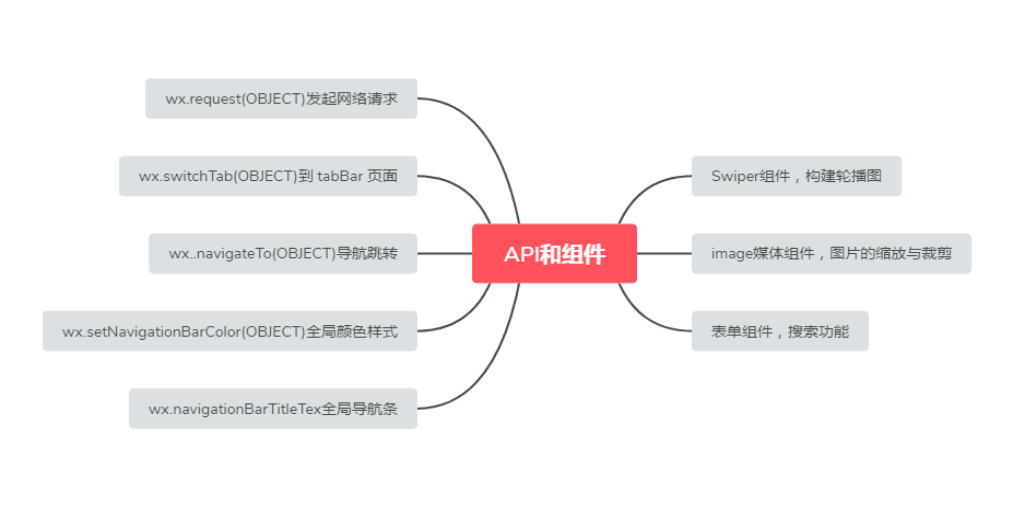 wx.request(OBJECT)发起网络请求
wx.switchTab(OBJECT)到 tabBar 页面
wx..navigateTo(OBJECT)导航跳转
wx.setNavigationBarColor(OBJECT)全局颜色样式
wx.navigationBarTitleTex全局导航条
API和组件
Swiper组件，构建轮播图
image媒体组件，图片的缩放与裁剪
表单组件，搜索功能